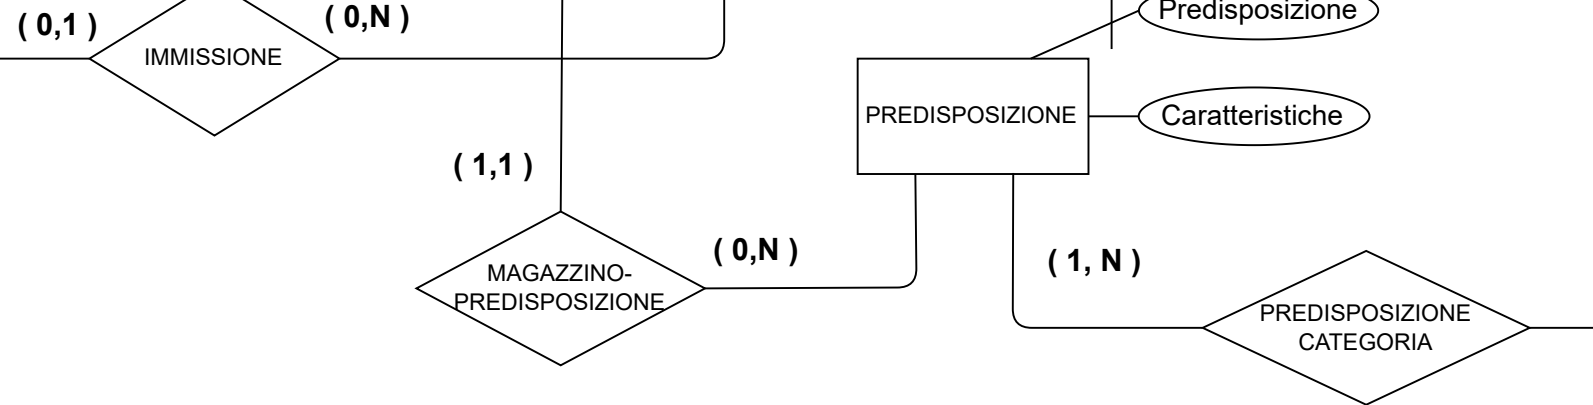 ( 0,1 )
( 0,N )
Predisposizione
IMMISSIONE
PREDISPOSIZIONE
Caratteristiche
( 1,1 )
( 0,N )
( 1, N )
MAGAZZINO-
PREDISPOSIZIONE
PREDISPOSIZIONE
CATEGORIA